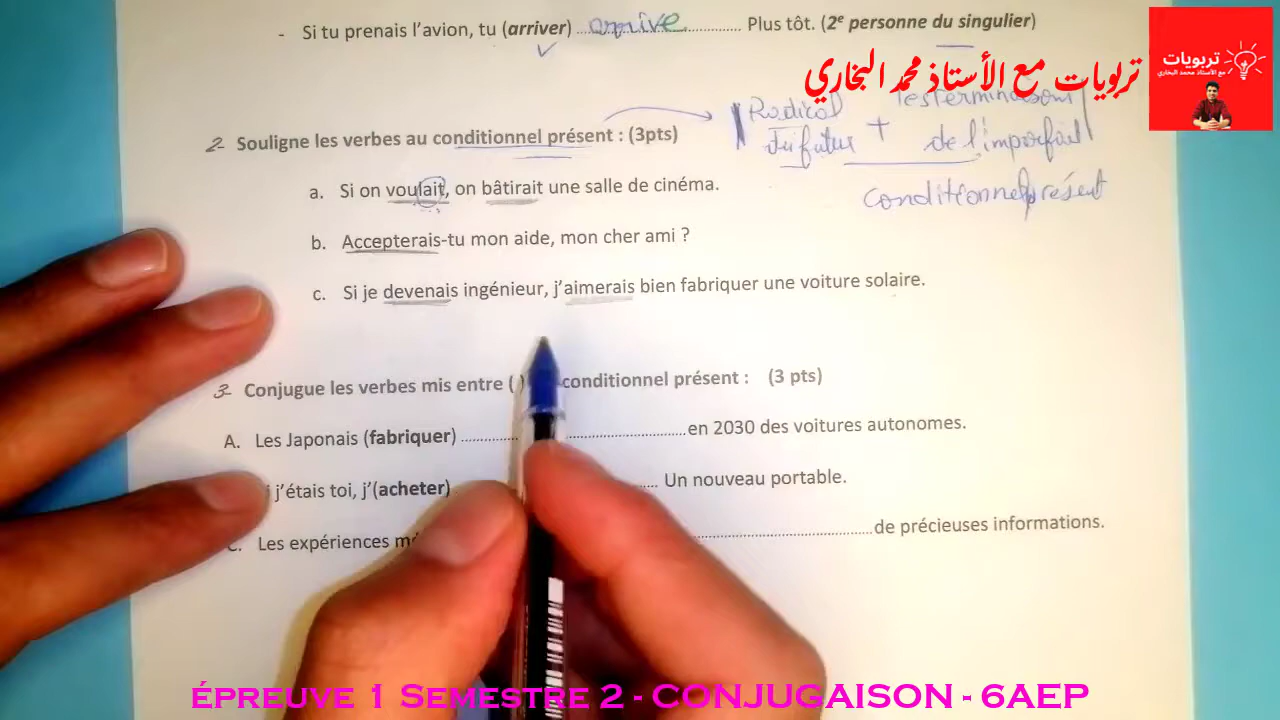 - Si tu prenais l'avion, tu (arriver) arrive Plus tôt. (2e personne du singulier)
تربويات
مع الأستاذ محمد البخاري
تربويات مع الأستاذ محمد البخاري
Radical du futur + les terminaisons de l'imparfait
conditionnel présent
2 Souligne les verbes au conditionnel présent : (3pts)
a. Si on voulait, on bâtirait une salle de cinéma.
b. Accepterais-tu mon aide, mon cher ami ?
c. Si je devenais ingénieur, j'aimerais bien fabriquer une voiture solaire.
3 Conjugue les verbes mis entre ( ) conditionnel présent : (3 pts)
A. Les Japonais (fabriquer) .............. ..............................en 2030 des voitures autonomes.
j'étais toi, j'(acheter) ..... Un nouveau portable.
C. Les expériences .............................................de précieuses informations.
épreuve 1 Semestre 2 - CONJUGAISON - 6AEP